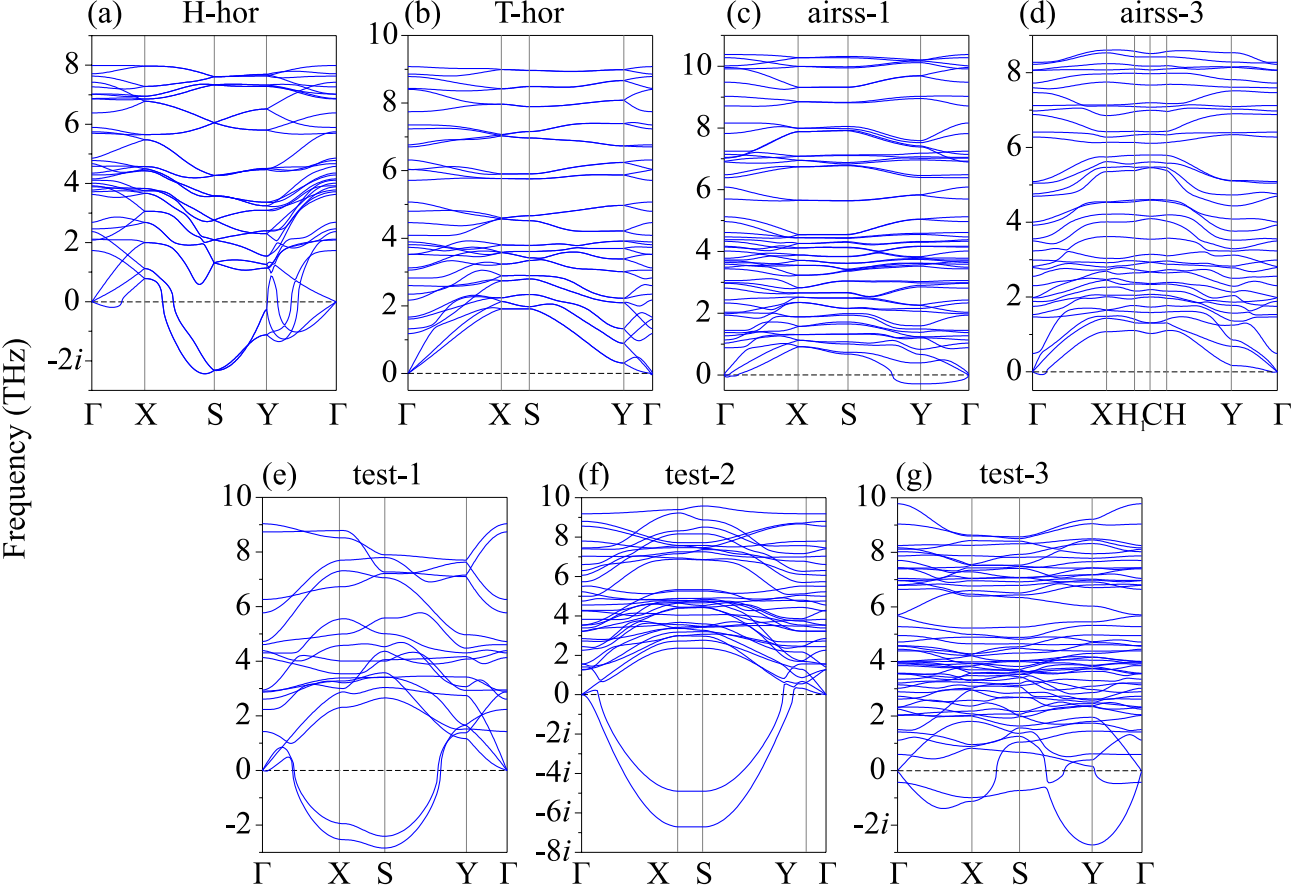 (a) H-hor
(b) T-hor
(c) airss-1
(d) airss-3
8
6
4
2
0
-2i
Γ X S Y Γ
10
8
6
4
2
0
Γ X S Y Γ
10
8
6
4
2
0
Γ X S Y Γ
8
6
4
2
0
Γ X H1 C H Y Γ
Frequency (THz)
(e) test-1
(f) test-2
(g) test-3
10
8
6
4
2
0
-2
Γ X S Y Γ
10
8
6
4
2
0
-2i
-4i
-6i
-8i
Γ X S Y Γ
10
8
6
4
2
0
-2i
Γ X S Y Γ